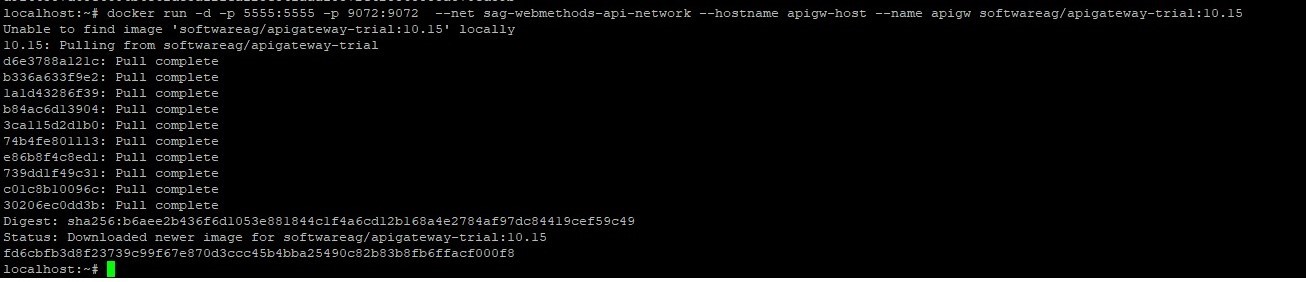 localhost:~# docker run -d -p 5555:5555 -p 9072:9072  --net sag-webmethods-api-network --hostname apigw-host --name apigw softwareag/apigateway-trial:10.15
Unable to find image 'softwareag/apigateway-trial:10.15' locally
10.15: Pulling from softwareag/apigateway-trial
d6e3788a121c: Pull complete
b336a633f9e2: Pull complete
1a1d43286f39: Pull complete
b84ac6d13904: Pull complete
3ca115d2d1b0: Pull complete
74b4fe801113: Pull complete
e86b8f4c8ed1: Pull complete
739dd1f49c31: Pull complete
c01c8b10096c: Pull complete
30206ec0dd3b: Pull complete
Digest: sha256:b6aee2b436f6d1053e881844c1f4a6cd12b168a4e2784af97dc84419cef59c49
Status: Downloaded newer image for softwareag/apigateway-trial:10.15
fd6cbfb3d8f23739c99f67e870d3ccc45b4bba25490c82b83b8fb6ffacf000f8
localhost:~#